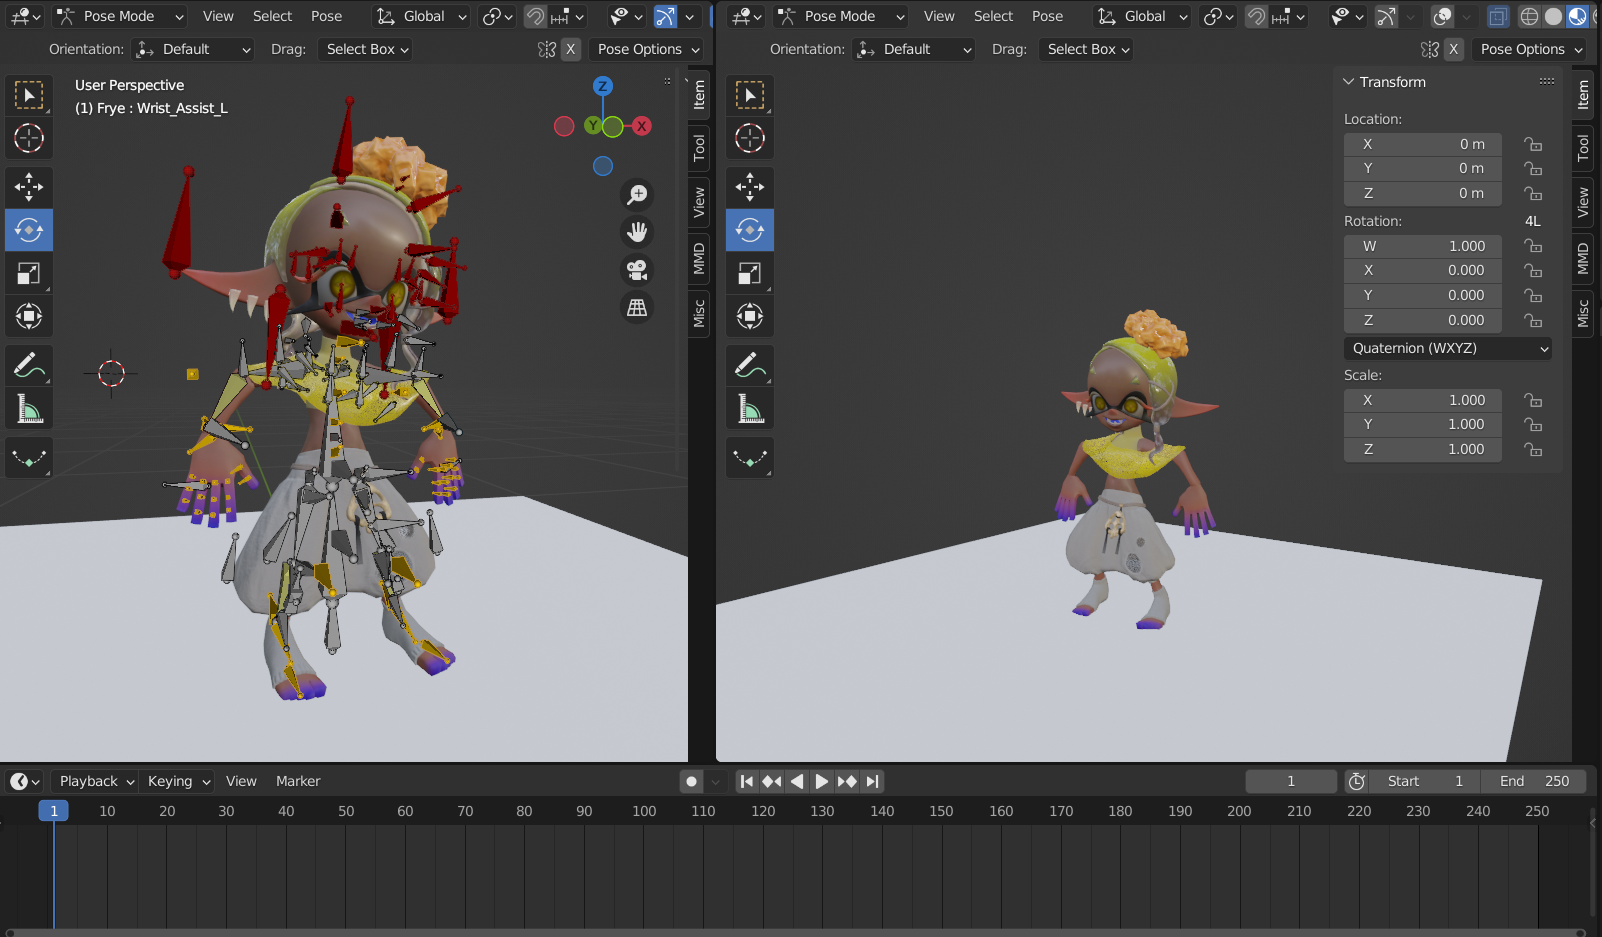 Pose Mode View Select Pose Global
Orientation: Default Drag: Select Box X Pose Options
User Perspective
(1) Frye : Wrist_Assist_L
Z
Y
X
Item
Tool
View
MMD
Misc
Pose Mode View Select Pose Global
Orientation: Default Drag: Select Box X Pose Options
Transform
Location:
X 0 m
Y 0 m
Z 0 m
Rotation: 4L
W 1.000
X 0.000
Y 0.000
Z 0.000
Quaternion (WXYZ)
Scale:
X 1.000
Y 1.000
Z 1.000
Item
Tool
View
MMD
Misc
Playback Keying View Marker 1 Start 1 End 250
1 10 20 30 40 50 60 70 80 90 100 110 120 130 140 150 160 170 180 190 200 210 220 230 240 250